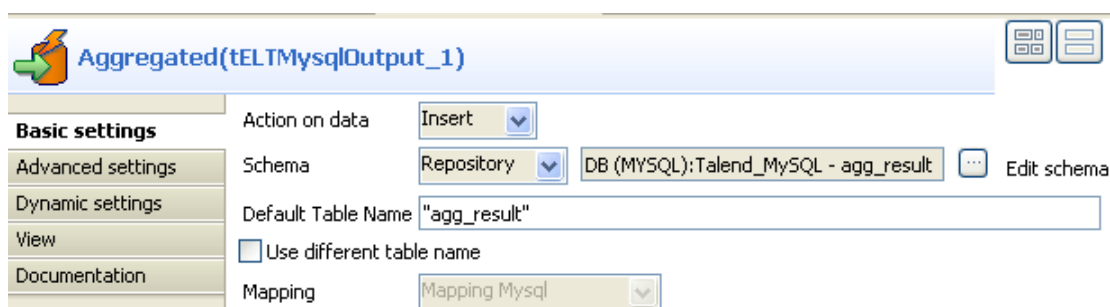 Aggregated(tELTMysqlOutput_1)
Basic settings
Advanced settings
Dynamic settings
View
Documentation
Action on data Insert
Schema Repository DB (MYSQL):Talend_MySQL - agg_result ... Edit schema
Default Table Name "agg_result"
Use different table name
Mapping Mapping Mysql